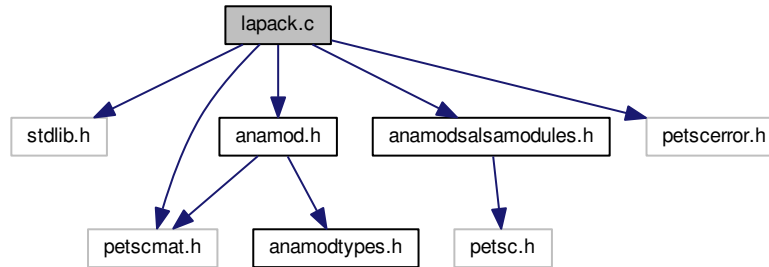 lapack.c
stdlib.h
anamod.h
anamodsalsamodules.h
petscerror.h
petscmat.h
anamodtypes.h
petsc.h